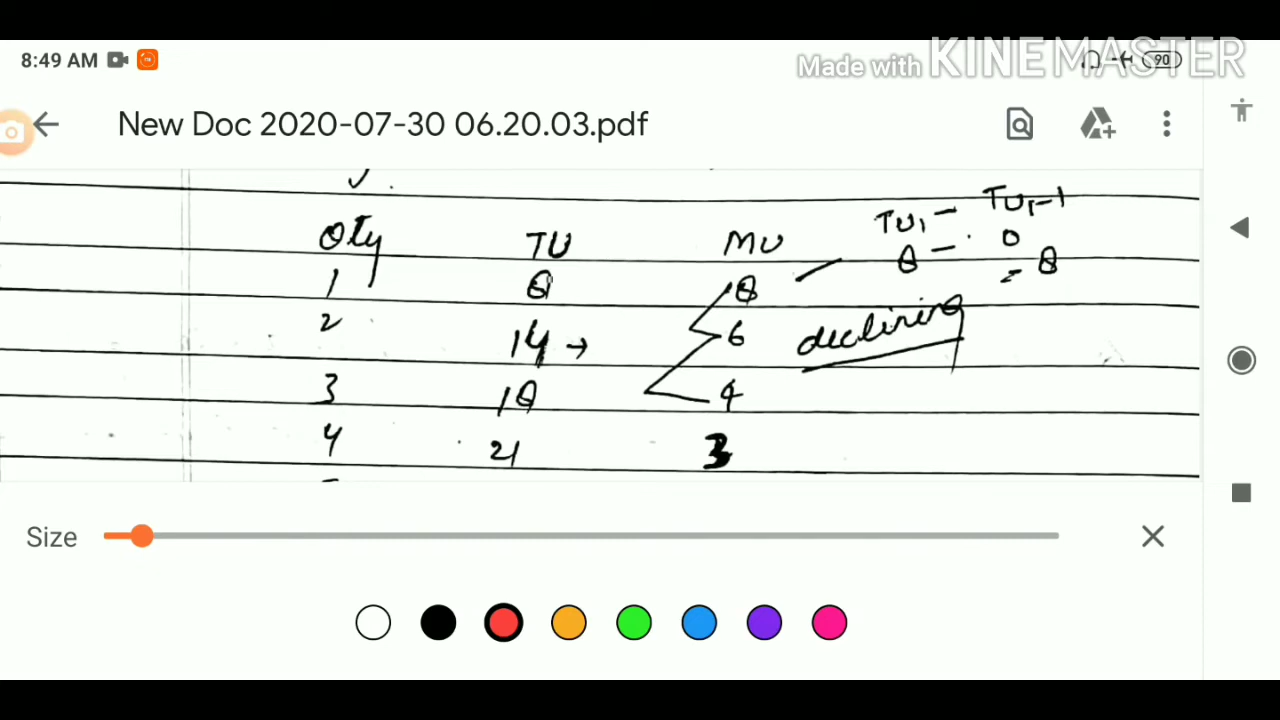 8:49 AM
90
Made with KINEMASTER
New Doc 2020-07-30 06.20.03.pdf
Qty TU MU TU₁ - TU₁-1
1 8 8 8 - 0
= 8
2 14 → 6 declining
3 18 4
4 21 3
Size